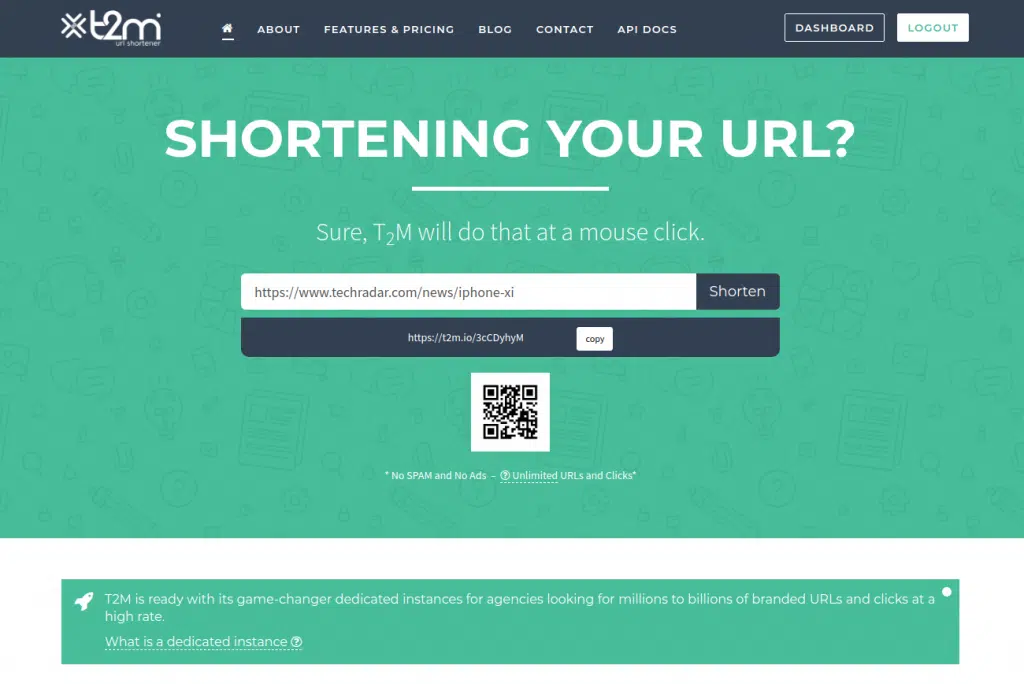 t2m
url shortener
ABOUT
FEATURES & PRICING
BLOG
CONTACT
API DOCS
DASHBOARD
LOGOUT
SHORTENING YOUR URL?
Sure, T2M will do that at a mouse click.
https://www.techradar.com/news/iphone-xi
Shorten
https://t2m.io/3cCDyhyM
copy
* No SPAM and No Ads - Unlimited URLs and Clicks*
T2M is ready with its game-changer dedicated instances for agencies looking for millions to billions of branded URLs and clicks at a
high rate.
What is a dedicated instance